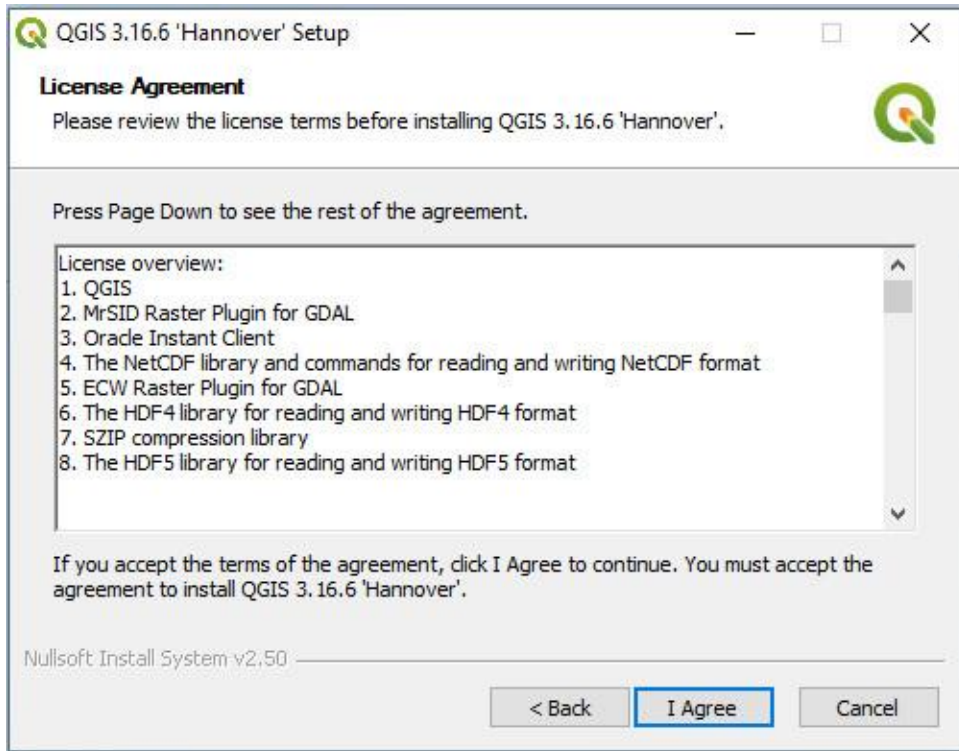 QGIS 3.16.6 'Hannover' Setup
License Agreement
Please review the license terms before installing QGIS 3.16.6 'Hannover'.
Press Page Down to see the rest of the agreement.
License overview:
1. QGIS
2. MrSID Raster Plugin for GDAL
3. Oracle Instant Client
4. The NetCDF library and commands for reading and writing NetCDF format
5. ECW Raster Plugin for GDAL
6. The HDF4 library for reading and writing HDF4 format
7. SZIP compression library
8. The HDF5 library for reading and writing HDF5 format
If you accept the terms of the agreement, click I Agree to continue. You must accept the
agreement to install QGIS 3.16.6 'Hannover'.
Nullsoft Install System v2.50
< Back I Agree Cancel